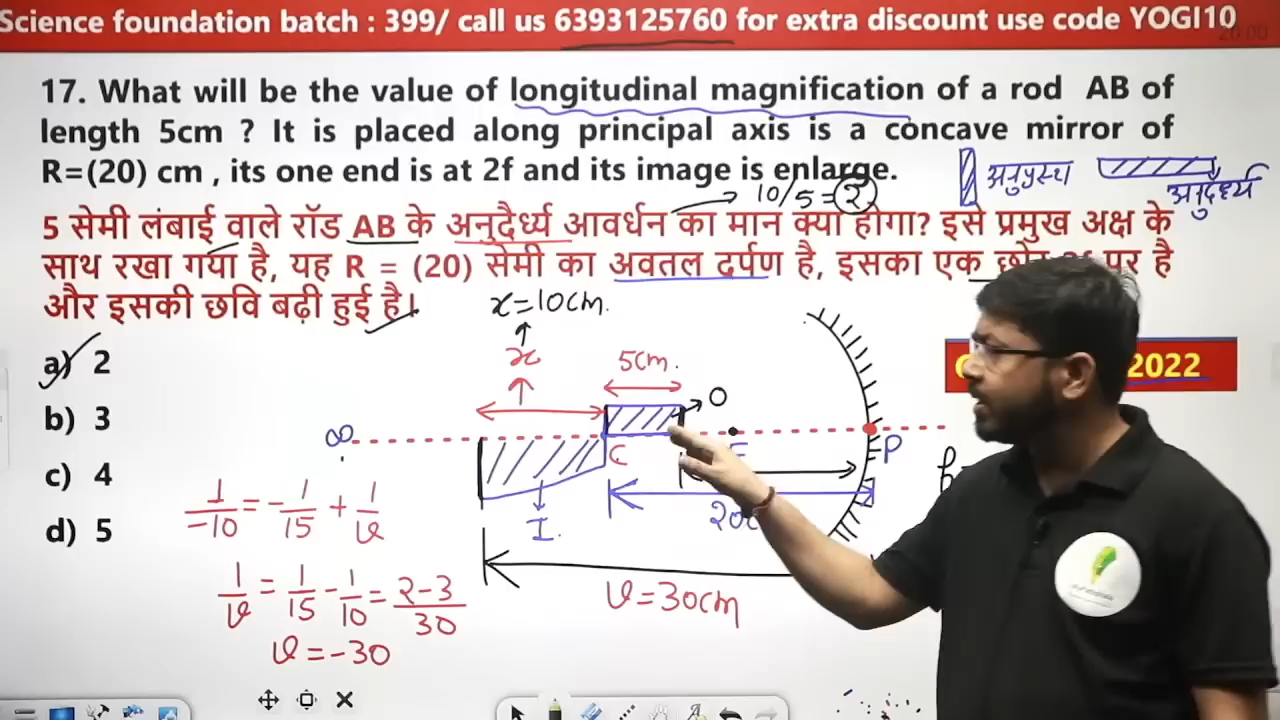 Science foundation batch : 399/ call us 6393125760 for extra discount use code YOGI10
17. What will be the value of longitudinal magnification of a rod AB of
length 5cm ? It is placed along principal axis is a concave mirror of
R=(20) cm , its one end is at 2f and its image is enlarge.
अनुप्रस्थ
अनुदैर्ध्य
10/5=2
5 सेमी लंबाई वाले रॉड AB के अनुदैर्ध्य आवर्धन का मान क्या होगा? इसे प्रमुख अक्ष के
साथ रखा गया है, यह R = (20) सेमी का अवतल दर्पण है, इसका एक छोर पर है
और इसकी छवि बढ़ी हुई है।
x=10cm.
a) 2
b) 3
c) 4
d) 5
x
5cm.
O
2022
∞
C
F
P
I.
20
1/-10 = -1/15 + 1/v
1/v = 1/15 - 1/10 = 2-3/30
v = -30
v=30cm